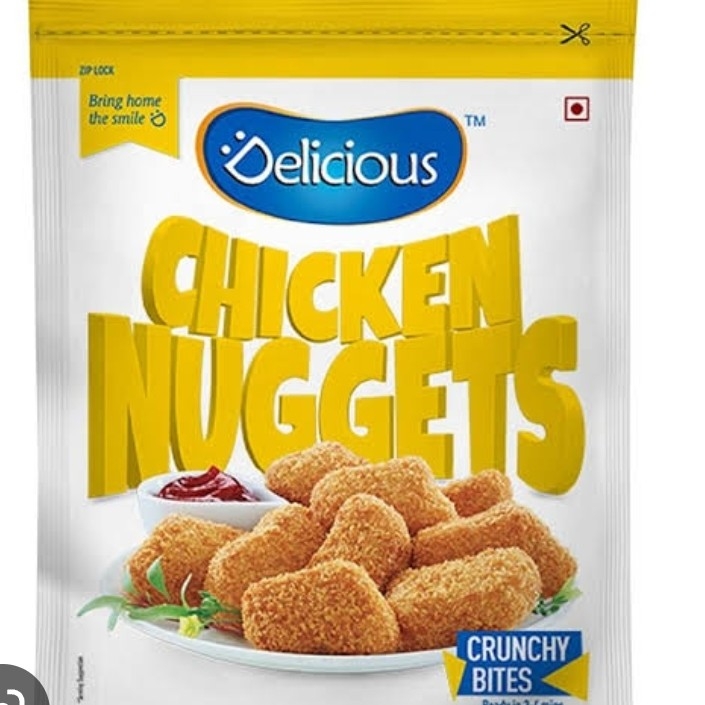 ZIP LOCK
Bring home
the smile
Delicious
TM
CHICKEN
NUGGETS
CRUNCHY
BITES